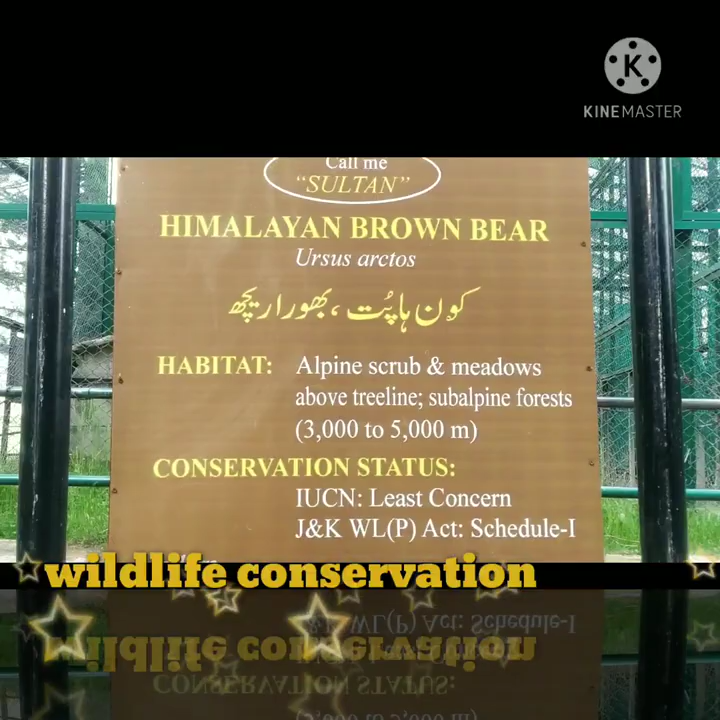 KINEMASTER
Call me
“SULTAN”
HIMALAYAN BROWN BEAR
Ursus arctos
کوٚن ہاپُت ، بھورا ریچھ
HABITAT: Alpine scrub & meadows
above treeline; subalpine forests
(3,000 to 5,000 m)
CONSERVATION STATUS:
IUCN: Least Concern
J&K WL(P) Act: Schedule-I
wildlife conservation